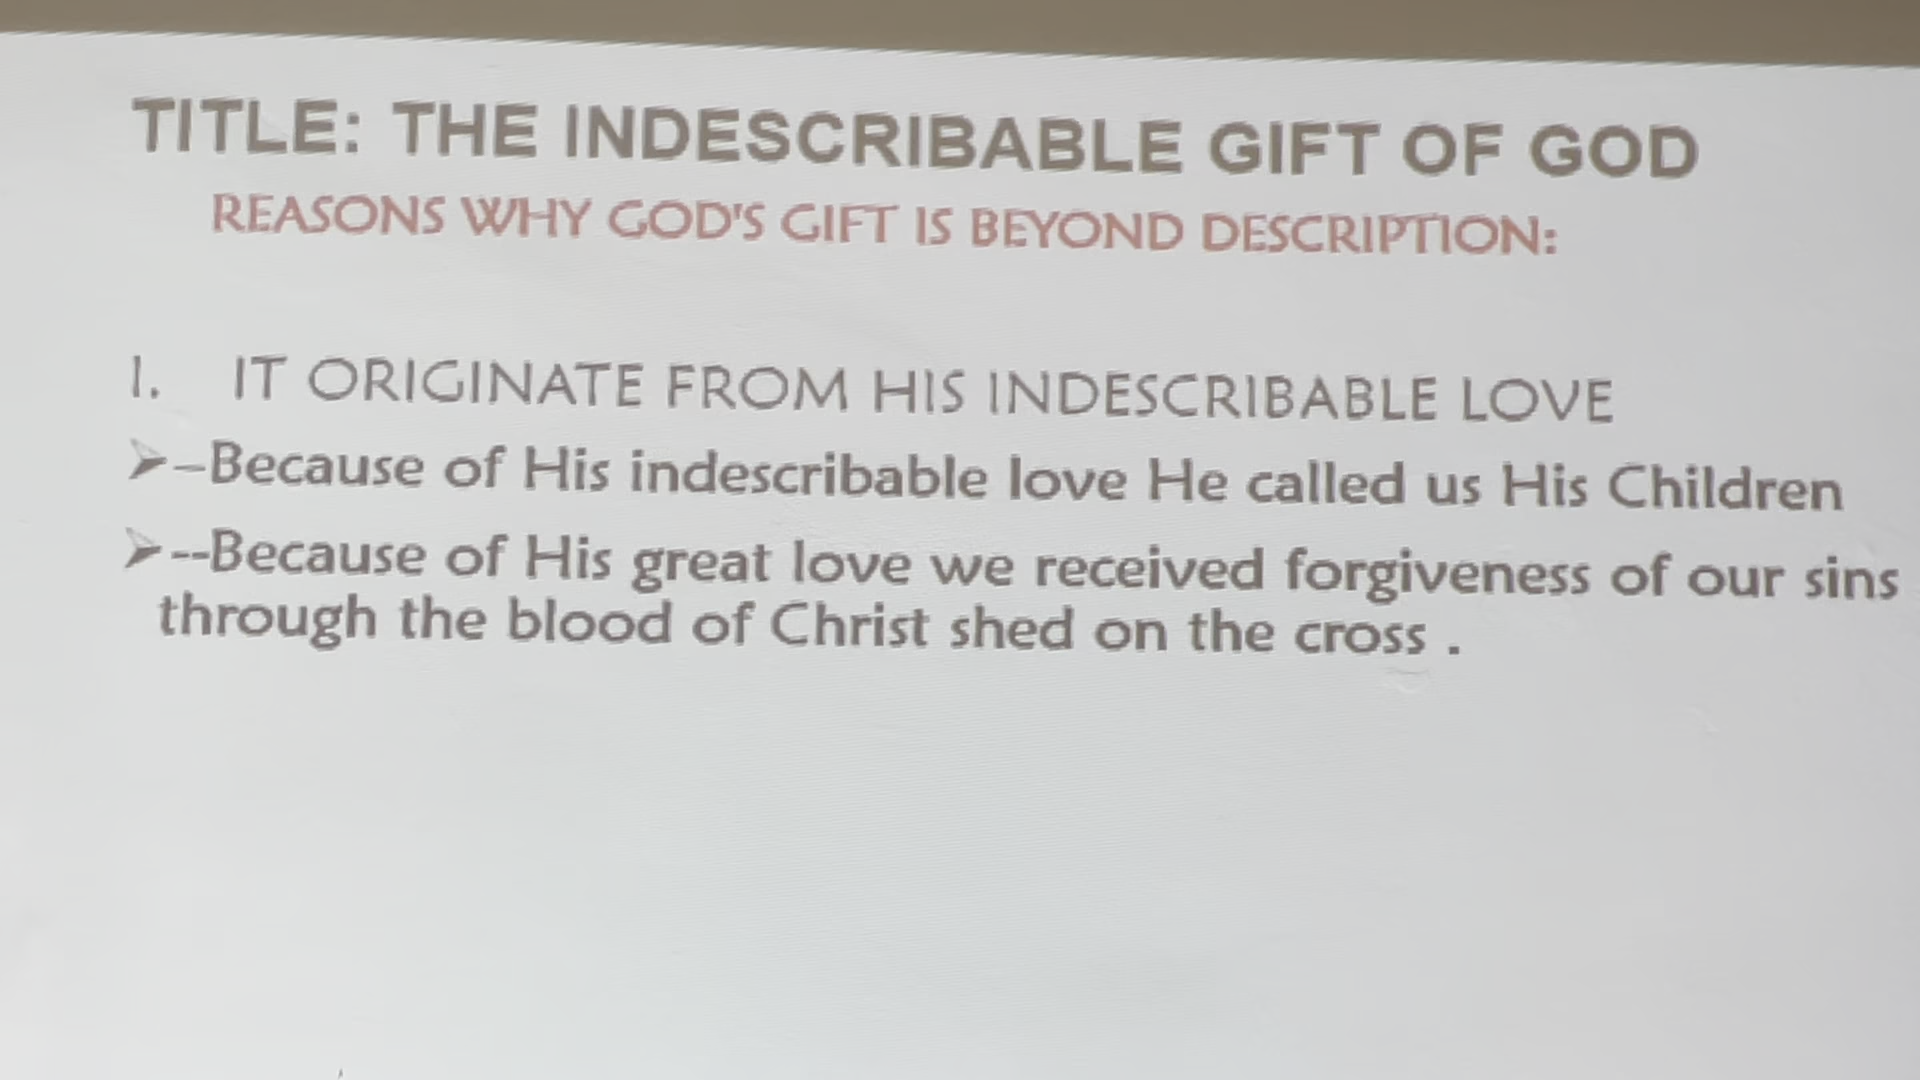 TITLE: THE INDESCRIBABLE GIFT OF GOD
REASONS WHY GOD'S GIFT IS BEYOND DESCRIPTION:
1. IT ORIGINATE FROM HIS INDESCRIBABLE LOVE
➢–Because of His indescribable love He called us His Children
➢--Because of His great love we received forgiveness of our sins
through the blood of Christ shed on the cross .